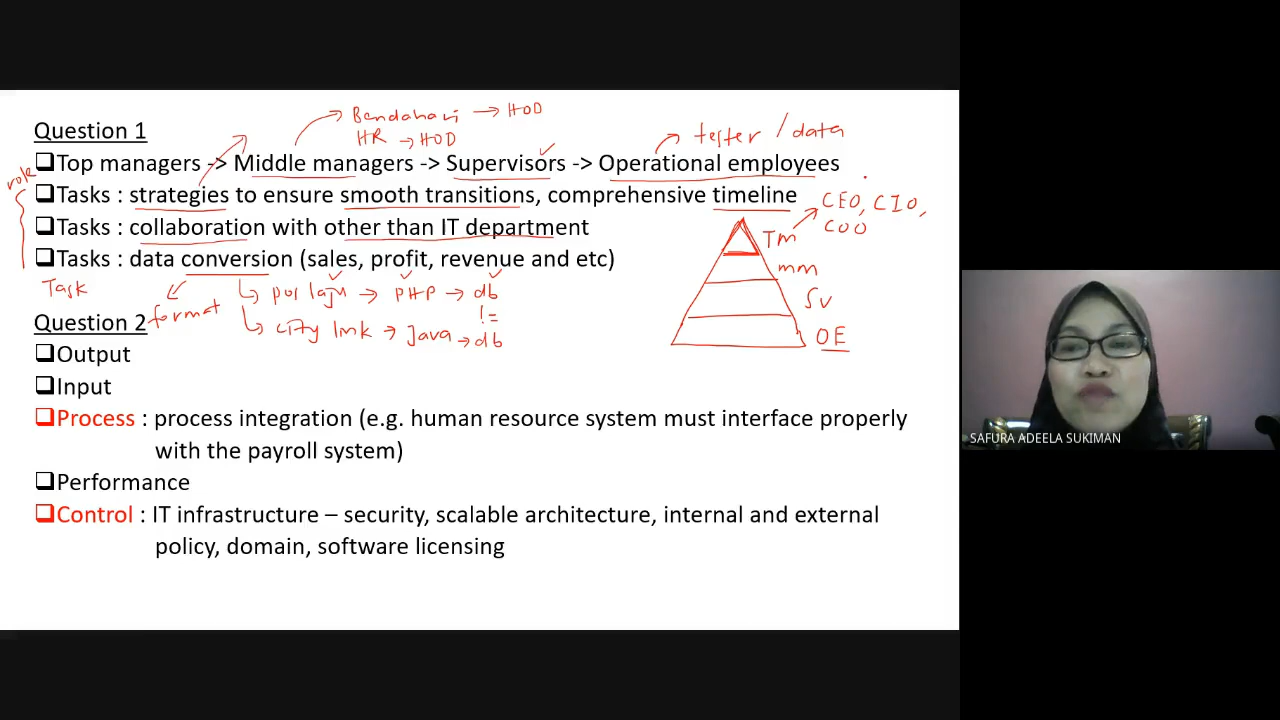 Bendahari → HOD
HR → HOD
tester / data
Question 1
❑Top managers -> Middle managers -> Supervisors -> Operational employees
role
❑Tasks : strategies to ensure smooth transitions, comprehensive timeline
CEO, CIO,
COO
❑Tasks : collaboration with other than IT department
Tm
❑Tasks : data conversion (sales, profit, revenue and etc)
mm
Task
pos laju → PHP → db
SV
format
!=
Question 2
city link → java → db
OE
❑Output
❑Input
❑Process : process integration (e.g. human resource system must interface properly
with the payroll system)
❑Performance
❑Control : IT infrastructure – security, scalable architecture, internal and external
policy, domain, software licensing
SAFURA ADEELA SUKIMAN